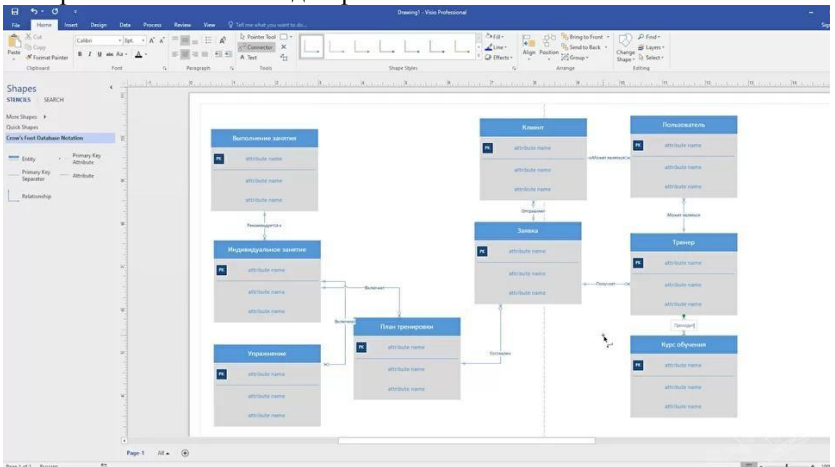 Drawing1 - Visio Professional
File Home Insert Design Data Process Review View Tell me what you want to do...
Paste
Cut
Copy
Format Painter
Calibri 8pt.
B I U abc Aa A
Pointer Tool
Connector
A Text
Fill
Line
Effects
Align Position
Bring to Front
Send to Back
Group
Change Shape
Find
Layers
Select
Clipboard Font Paragraph Tools Shape Styles Arrange Editing
Shapes
STENCILS SEARCH
More Shapes
Quick Shapes
Crow's Foot Database Notation
Entity
Primary Key Attribute
Primary Key Separator
Attribute
Relationship
Выполнение занятия
PK attribute name
attribute name
attribute name
Клиент
PK attribute name
attribute name
attribute name
Может являться
Пользователь
PK attribute name
attribute name
attribute name
Рекомендуется
Отправляет
Может являться
Индивидуальное занятие
PK attribute name
attribute name
attribute name
Заявка
PK attribute name
attribute name
attribute name
Получает
Тренер
PK attribute name
attribute name
attribute name
Включает
Включает
План тренировки
PK attribute name
attribute name
attribute name
Упражнение
PK attribute name
attribute name
attribute name
Проходит
Курс обучения
PK attribute name
attribute name
attribute name
Page-1 All